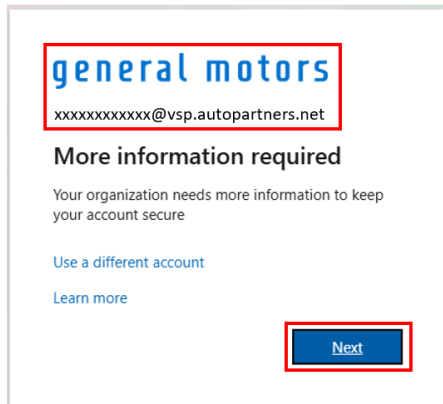 general motors
xxxxxxxxxxxx@vsp.autopartners.net
More information required
Your organization needs more information to keep
your account secure
Use a different account
Learn more
Next